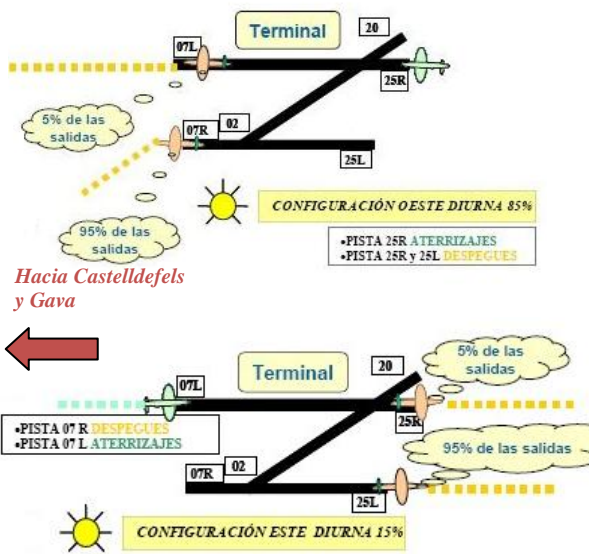 Terminal
20
07L
25R
5% de las
salidas
07R
02
25L
CONFIGURACIÓN OESTE DIURNA 85%
95% de las
salidas
•PISTA 25R ATERRIZAJES
•PISTA 25R y 25L DESPEGUES
Hacia Castelldefels
y Gava
20
5% de las
salidas
07L
Terminal
•PISTA 07 R DESPEGUES
•PISTA 07 L ATERRIZAJES
25R
95% de las salidas
07R
02
25L
CONFIGURACIÓN ESTE DIURNA 15%